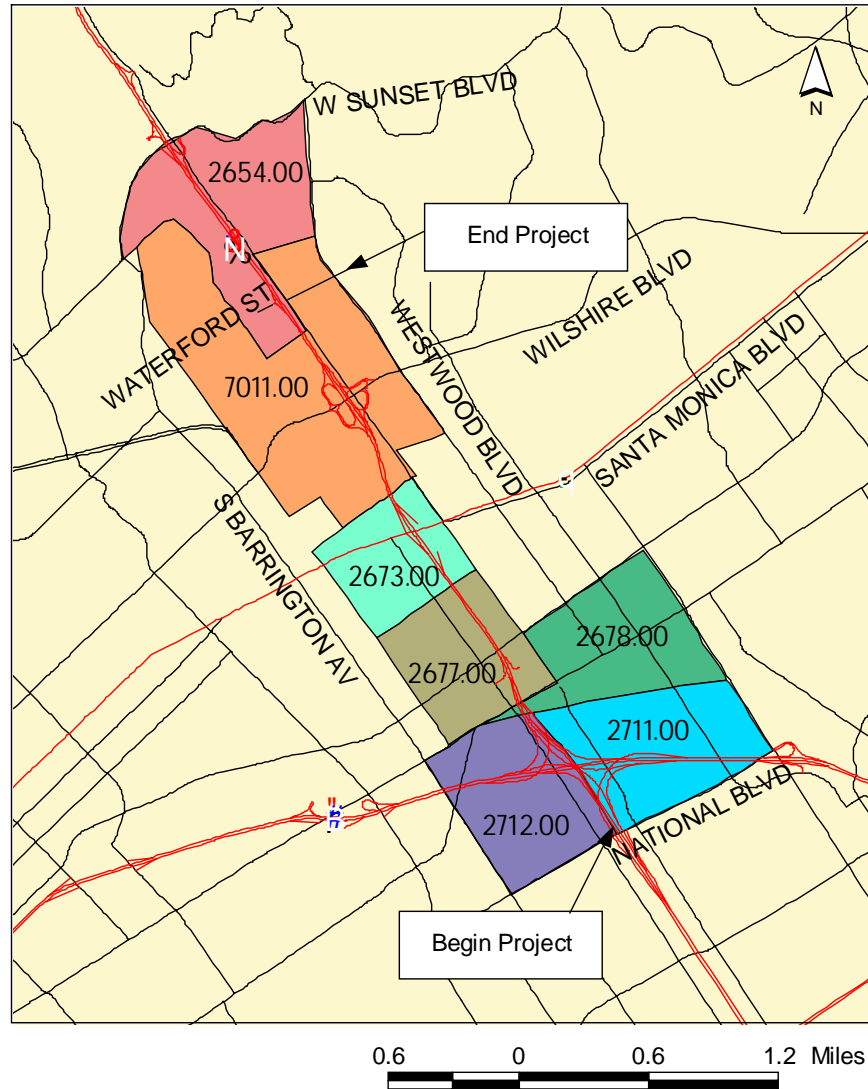 W SUNSET BLVD
N
2654.00
End Project
N
WATERFORD ST
WESTWOOD BLVD
WILSHIRE BLVD
7011.00
SANTA MONICA BLVD
S BARRINGTON AV
2673.00
2678.00
2677.00
2711.00
2712.00
NATIONAL BLVD
Begin Project
0.6 0 0.6 1.2 Miles